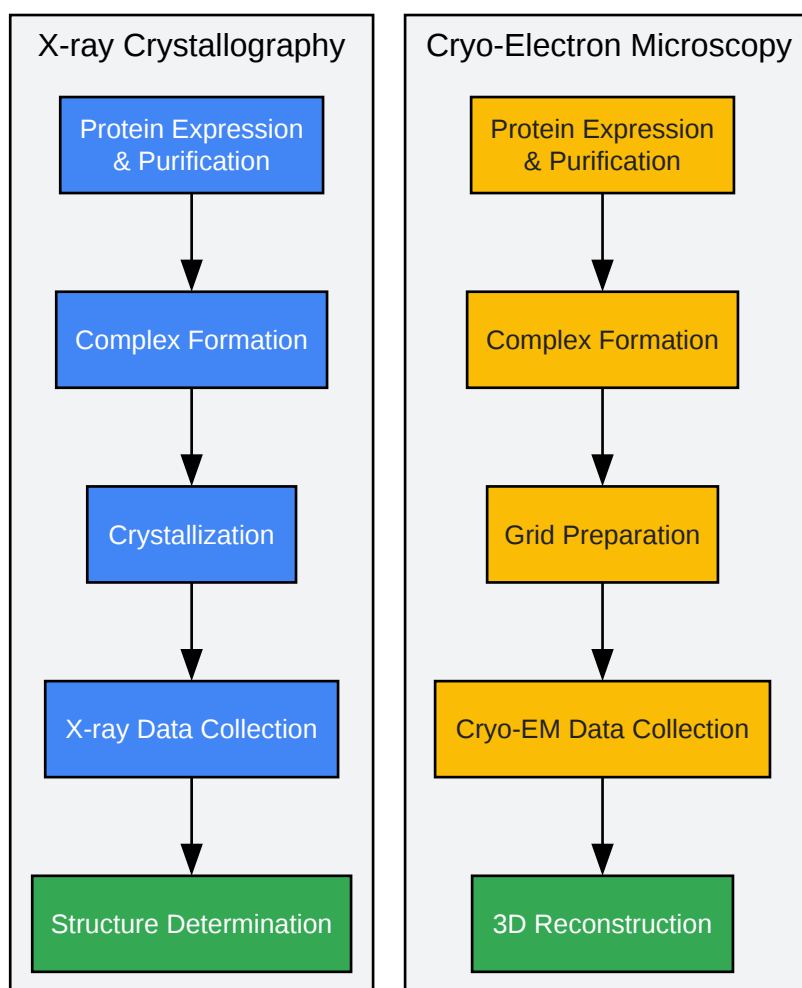 X-ray Crystallography
Protein Expression
& Purification
Complex Formation
Crystallization
X-ray Data Collection
Structure Determination
Cryo-Electron Microscopy
Protein Expression
& Purification
Complex Formation
Grid Preparation
Cryo-EM Data Collection
3D Reconstruction